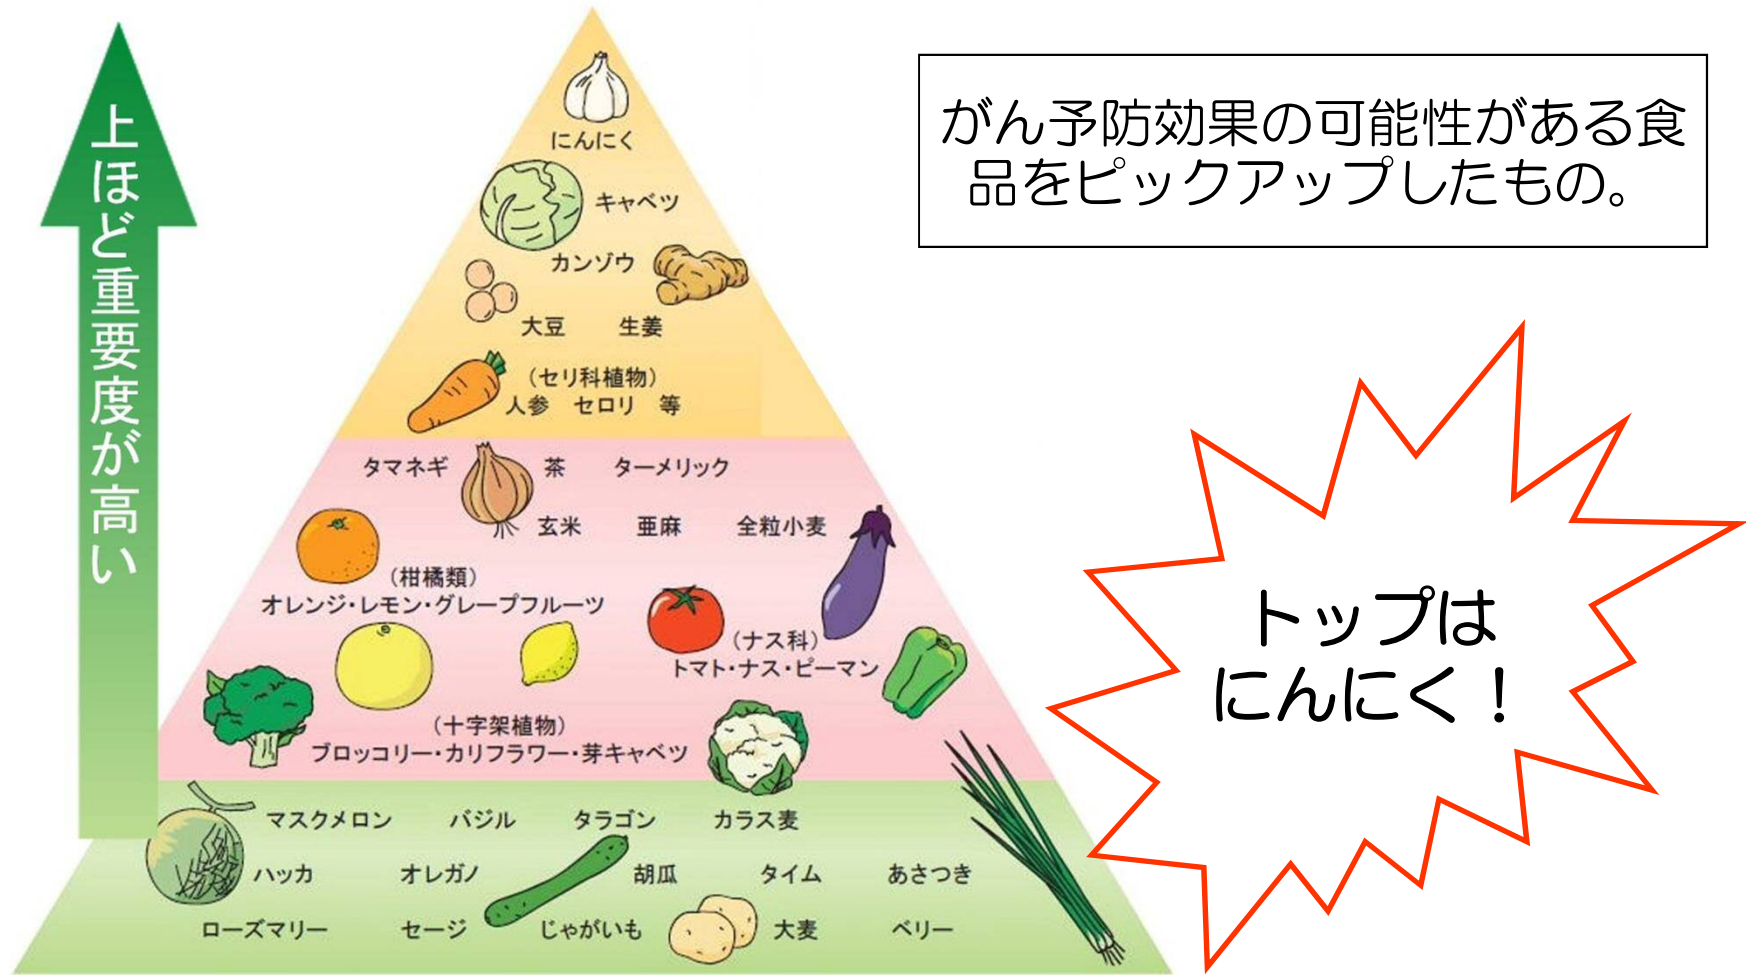 上ほど重要度が高い
がん予防効果の可能性がある食
品をピックアップしたもの。
にんにく
キャベツ
カンゾウ
大豆 生姜
(セリ科植物)
人参 セロリ 等
タマネギ 茶 ターメリック
玄米 亜麻 全粒小麦
(柑橘類)
オレンジ・レモン・グレープフルーツ
(ナス科)
トマト・ナス・ピーマン
(十字架植物)
ブロッコリー・カリフラワー・芽キャベツ
マスクメロン バジル タラゴン カラス麦
ハッカ オレガノ 胡瓜 タイム あさつき
ローズマリー セージ じゃがいも 大麦 ベリー
トップは
にんにく！